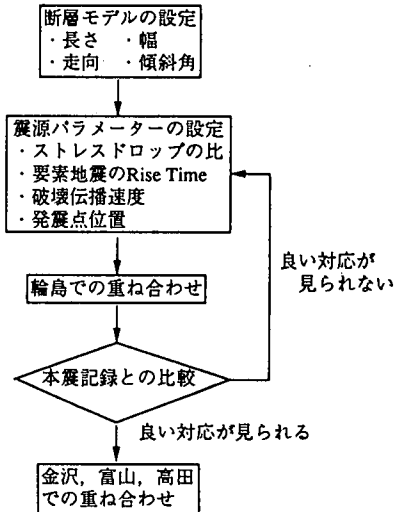 断層モデルの設定
・長さ ・幅
・走向 ・傾斜角
震源パラメーターの設定
・ストレスドロップの比
・要素地震のRise Time
・破壊伝播速度
・発震点位置
輪島での重ね合わせ
良い対応が
見られない
本震記録との比較
良い対応が見られる
金沢，富山，高田
での重ね合わせ